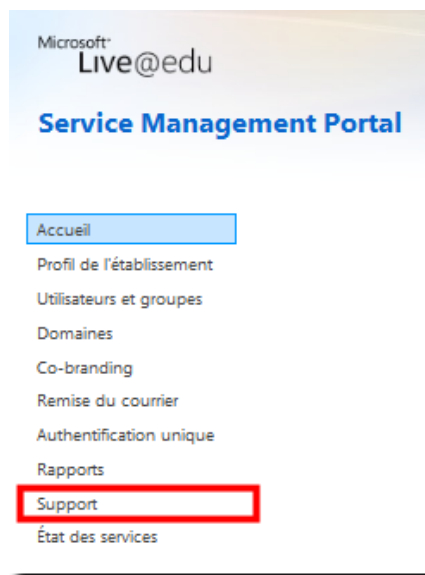 Microsoft
Live@edu
Service Management Portal
Accueil
Profil de l'établissement
Utilisateurs et groupes
Domaines
Co-branding
Remise du courrier
Authentification unique
Rapports
Support
État des services